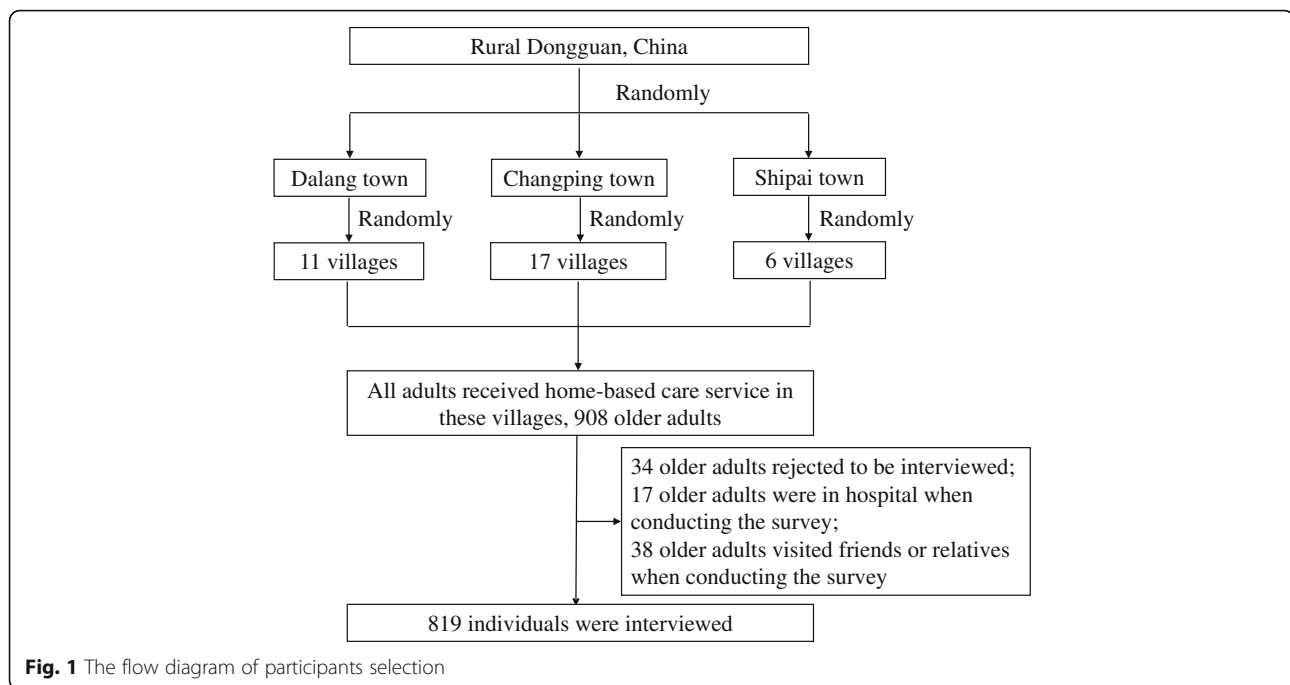 Rural Dongguan, China
Randomly
Dalang town
Changping town
Shipai town
Randomly
Randomly
Randomly
11 villages
17 villages
6 villages
All adults received home-based care service in
these villages, 908 older adults
34 older adults rejected to be interviewed;
17 older adults were in hospital when
conducting the survey;
38 older adults visited friends or relatives
when conducting the survey
819 individuals were interviewed
Fig. 1 The flow diagram of participants selection